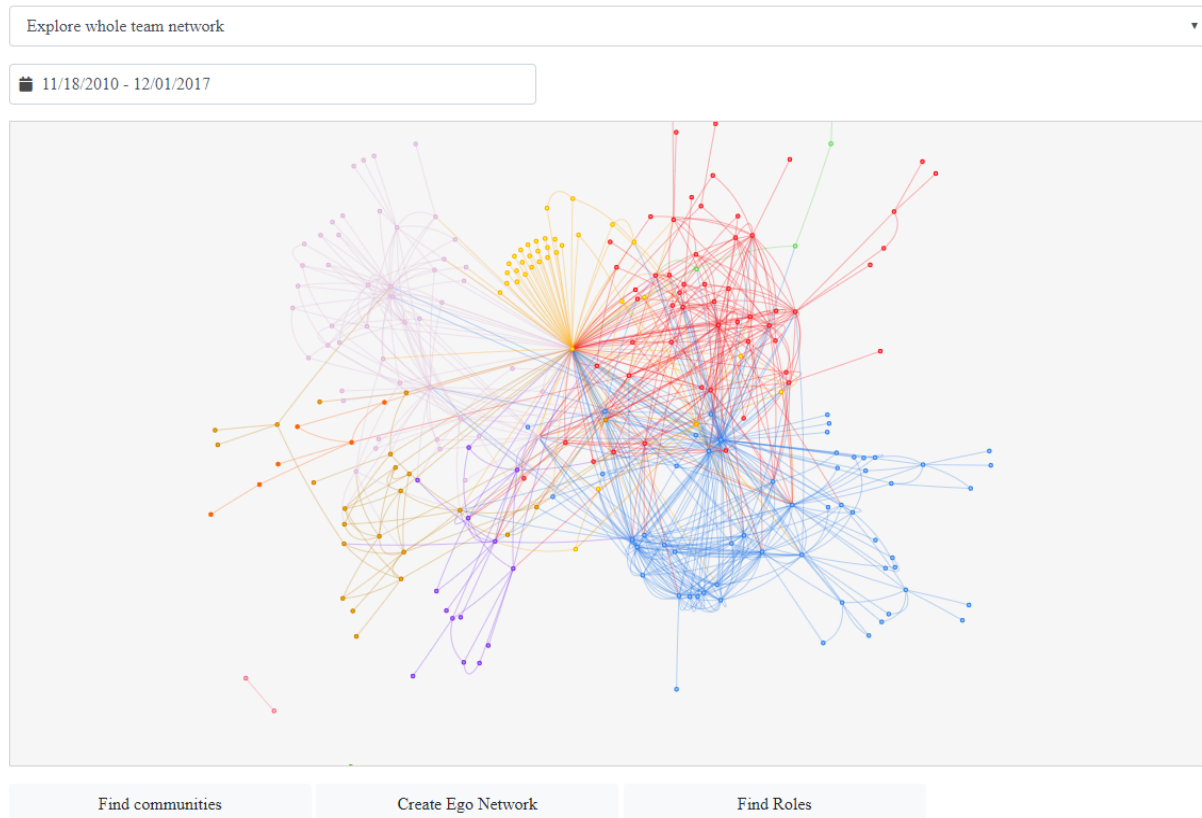 Explore whole team network
11/18/2010 - 12/01/2017
Find communities
Create Ego Network
Find Roles